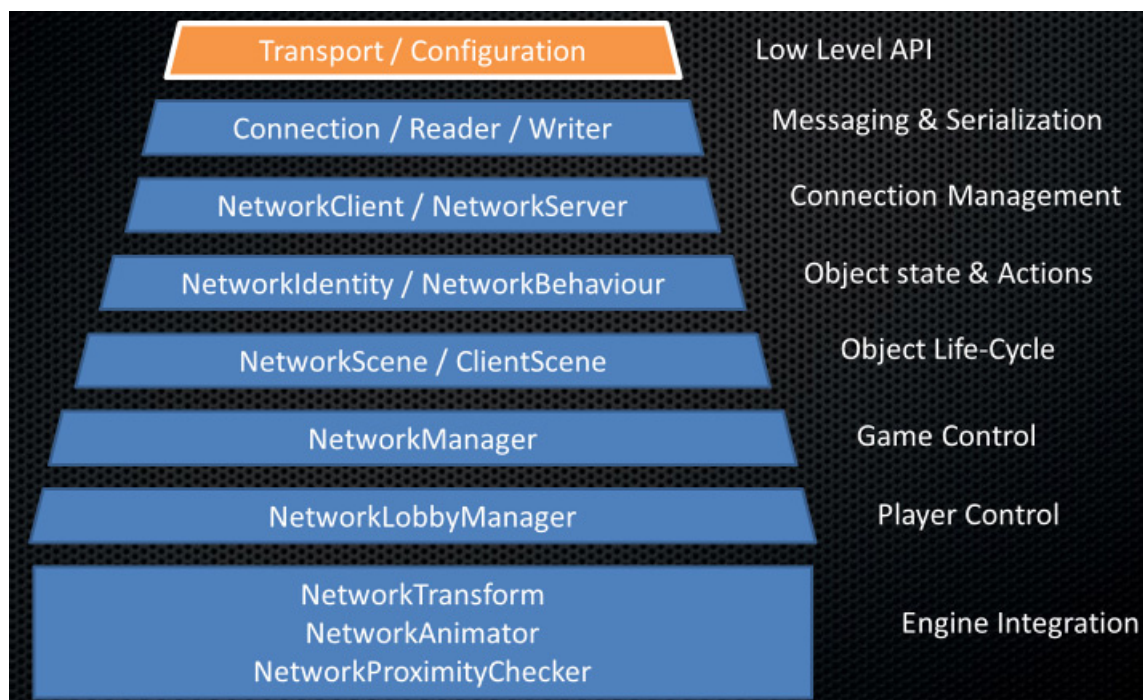 Transport / Configuration
Low Level API
Connection / Reader / Writer
Messaging & Serialization
NetworkClient / NetworkServer
Connection Management
NetworkIdentity / NetworkBehaviour
Object state & Actions
NetworkScene / ClientScene
Object Life-Cycle
NetworkManager
Game Control
NetworkLobbyManager
Player Control
NetworkTransform
NetworkAnimator
NetworkProximityChecker
Engine Integration